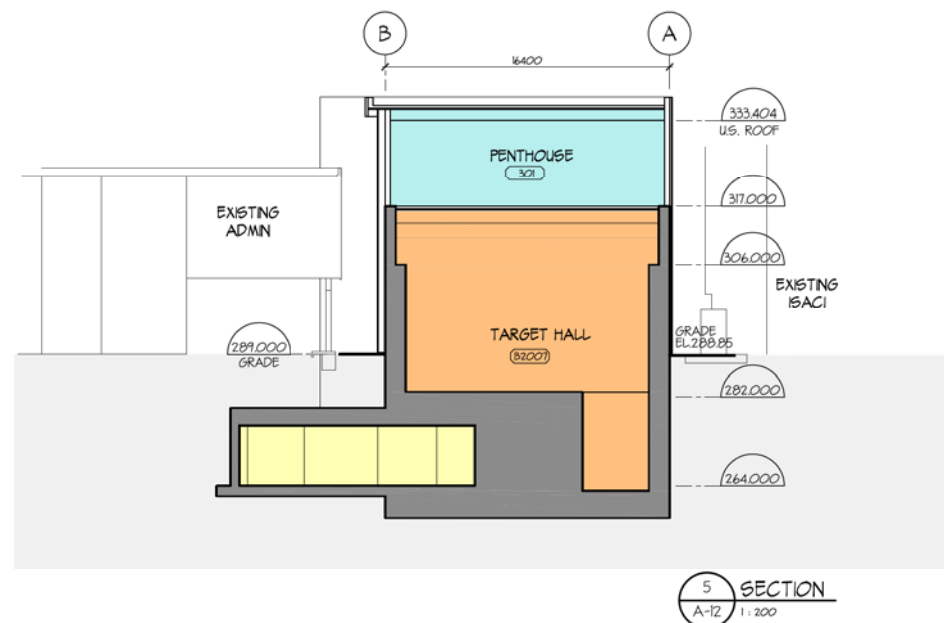 B
A
16400
333.404
U.S. ROOF
PENTHOUSE
301
317.000
EXISTING
ADMIN
306.000
EXISTING
ISAC1
TARGET HALL
B2007
289.000
GRADE
GRADE
EL.288.85
282.000
264.000
5
SECTION
A-12
1 : 200